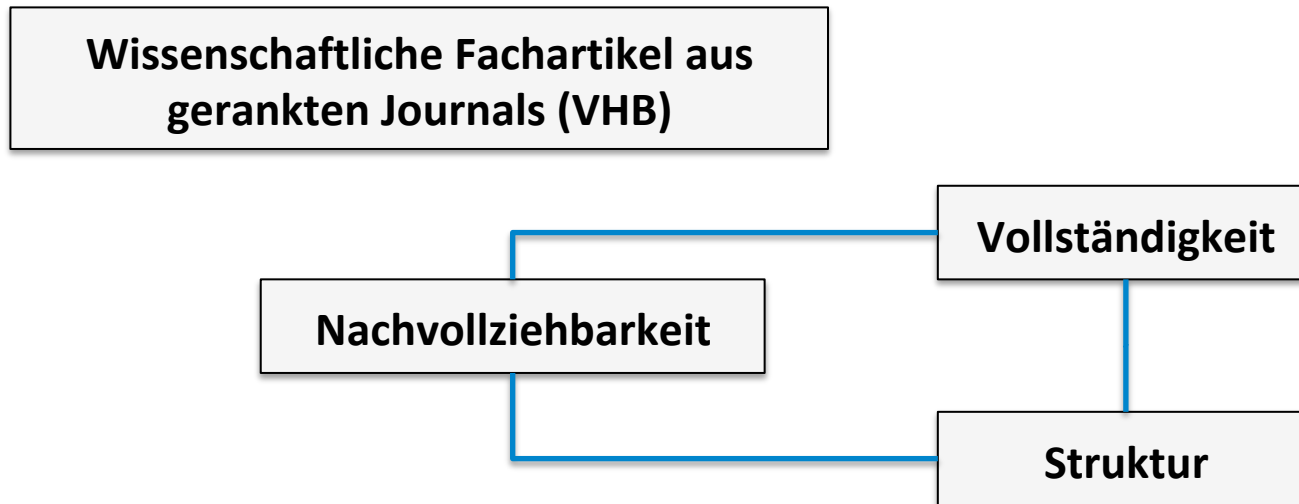 Wissenschaftliche Fachartikel aus
gerankten Journals (VHB)
Vollständigkeit
Nachvollziehbarkeit
Struktur